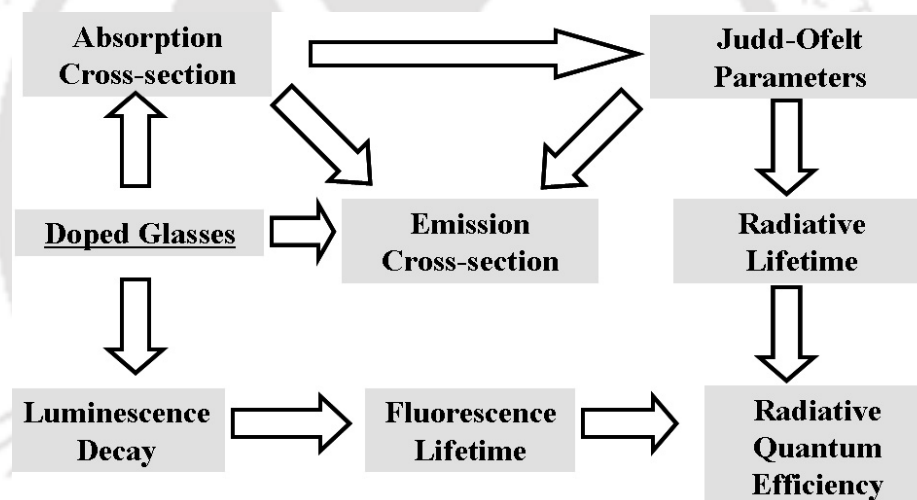 Absorption
Cross-section
Judd-Ofelt
Parameters
Doped Glasses
Emission
Cross-section
Radiative
Lifetime
Luminescence
Decay
Fluorescence
Lifetime
Radiative
Quantum
Efficiency